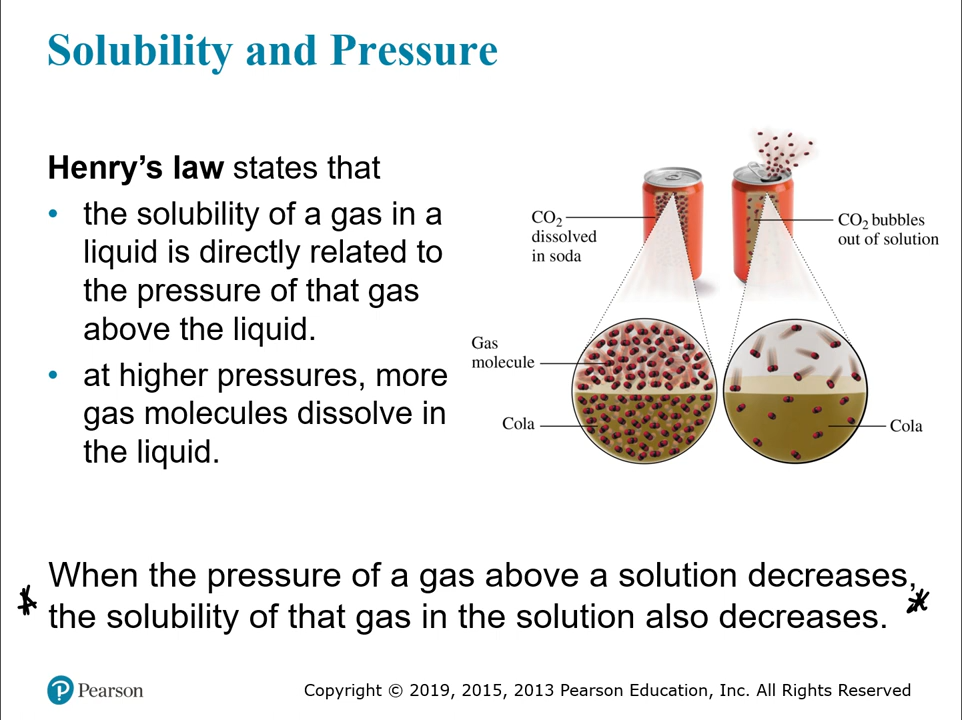 Solubility and Pressure
Henry’s law states that
• the solubility of a gas in a
liquid is directly related to
the pressure of that gas
above the liquid.
• at higher pressures, more
gas molecules dissolve in
the liquid.
CO₂
dissolved
in soda
CO₂ bubbles
out of solution
Gas
molecule
Cola
Cola
When the pressure of a gas above a solution decreases,
* the solubility of that gas in the solution also decreases. *
Pearson
Copyright © 2019, 2015, 2013 Pearson Education, Inc. All Rights Reserved